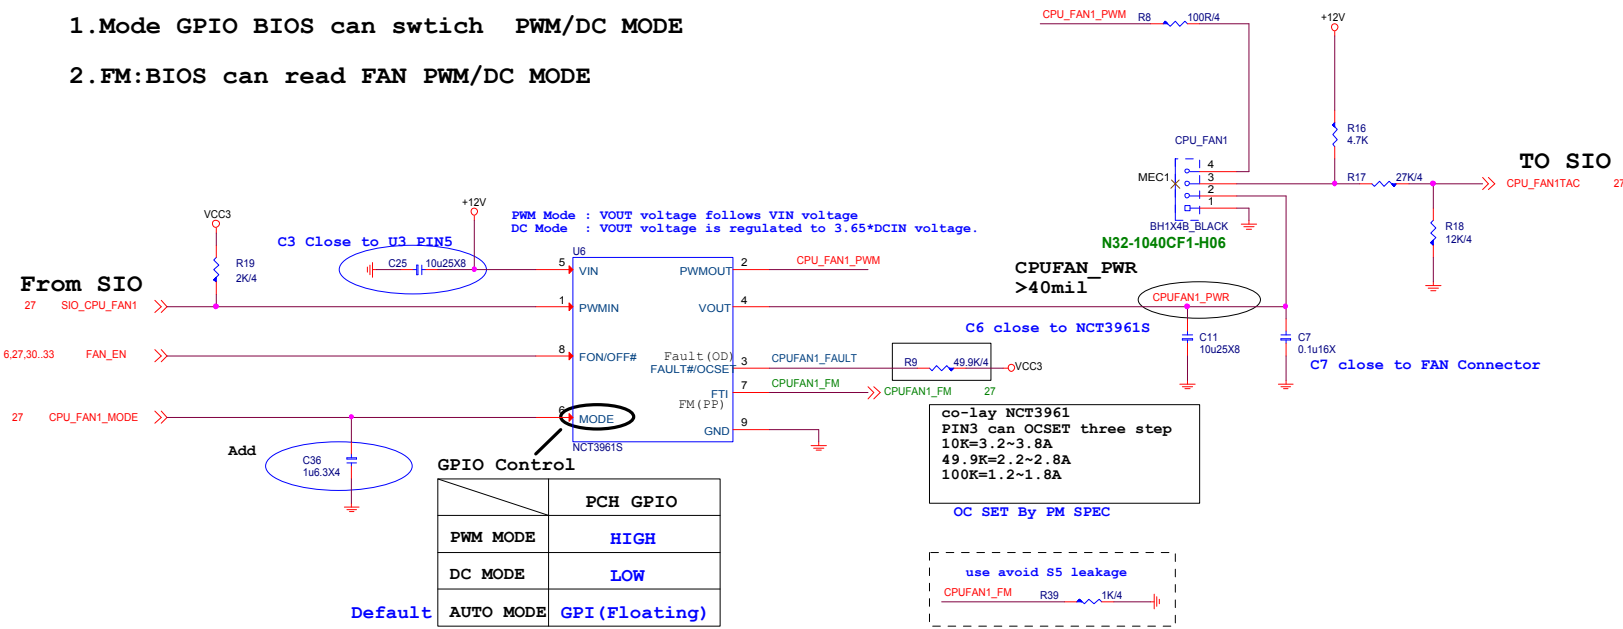 1.Mode GPIO BIOS can swtich PWM/DC MODE
2.FM:BIOS can read FAN PWM/DC MODE
CPU_FAN1_PWM R8 100R/4
+12V
R16
4.7K
CPU_FAN1
MEC1
4
3
2
1
BH1X4B_BLACK
N32-1040CF1-H06
R17 27K/4
TO SIO
CPU_FAN1TAC 27
R18
12K/4
VCC3
+12V
PWM Mode : VOUT voltage follows VIN voltage
DC Mode : VOUT voltage is regulated to 3.65*DCIN voltage.
C3 Close to U3 PIN5
C25 10u25X8
R19
2K/4
From SIO
27 SIO_CPU_FAN1
6,27,30..33 FAN_EN
27 CPU_FAN1_MODE
U6
5 VIN
1 PWMIN
8 FON/OFF#
6 MODE
PWMOUT 2 CPU_FAN1_PWM
VOUT 4
Fault(OD)
FAULT#/OCSET 3 CPUFAN1_FAULT
FTI 7 CPUFAN1_FM
FM(PP)
GND 9
NCT3961S
CPUFAN_PWR
>40mil
CPUFAN1_PWR
C6 close to NCT3961S
C11
10u25X8
C7
0.1u16X
C7 close to FAN Connector
R9 49.9K/4 VCC3
CPUFAN1_FM 27
Add
C36
1u6.3X4
GPIO Control
PCH GPIO
PWM MODE HIGH
DC MODE LOW
Default AUTO MODE GPI(Floating)
co-lay NCT3961
PIN3 can OCSET three step
10K=3.2~3.8A
49.9K=2.2~2.8A
100K=1.2~1.8A
OC SET By PM SPEC
use avoid S5 leakage
CPUFAN1_FM R39 1K/4